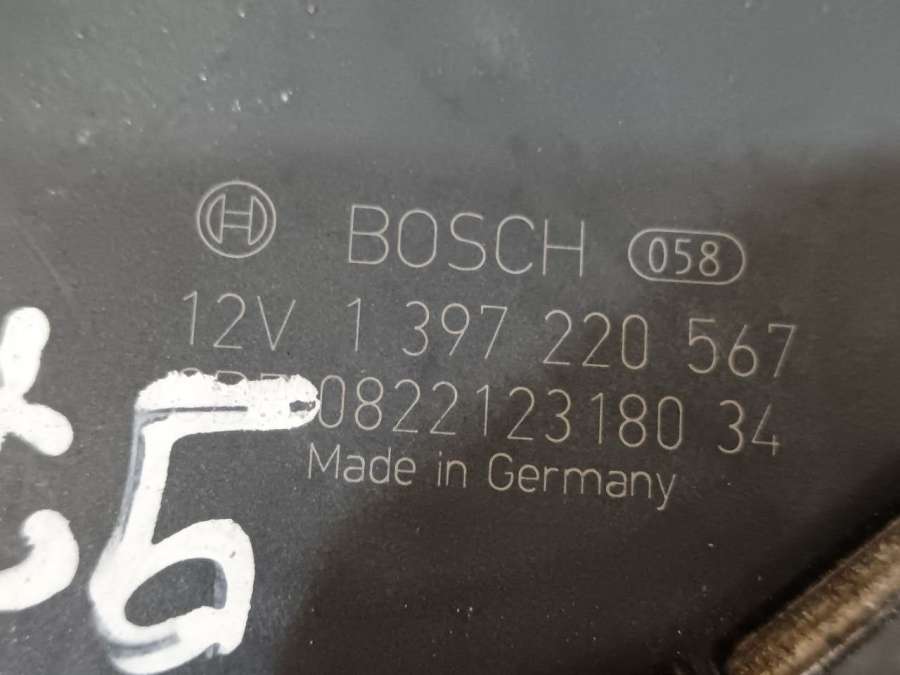 BOSCH 058
12V 1 397 220 567
0822123180 34
Made in Germany